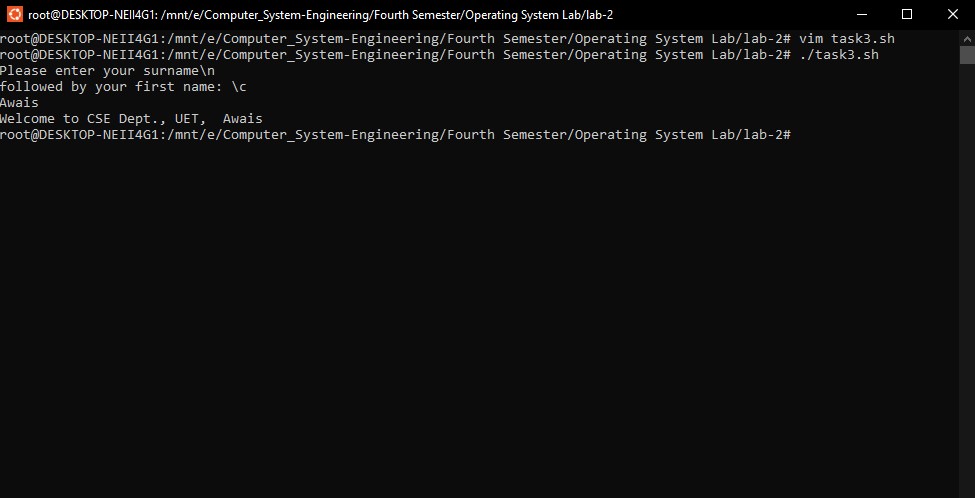 root@DESKTOP-NEII4G1: /mnt/e/Computer_System-Engineering/Fourth Semester/Operating System Lab/lab-2
root@DESKTOP-NEII4G1:/mnt/e/Computer_System-Engineering/Fourth Semester/Operating System Lab/lab-2# vim task3.sh
root@DESKTOP-NEII4G1:/mnt/e/Computer_System-Engineering/Fourth Semester/Operating System Lab/lab-2# ./task3.sh
Please enter your surname\n
followed by your first name: \c
Awais
Welcome to CSE Dept., UET,  Awais
root@DESKTOP-NEII4G1:/mnt/e/Computer_System-Engineering/Fourth Semester/Operating System Lab/lab-2#